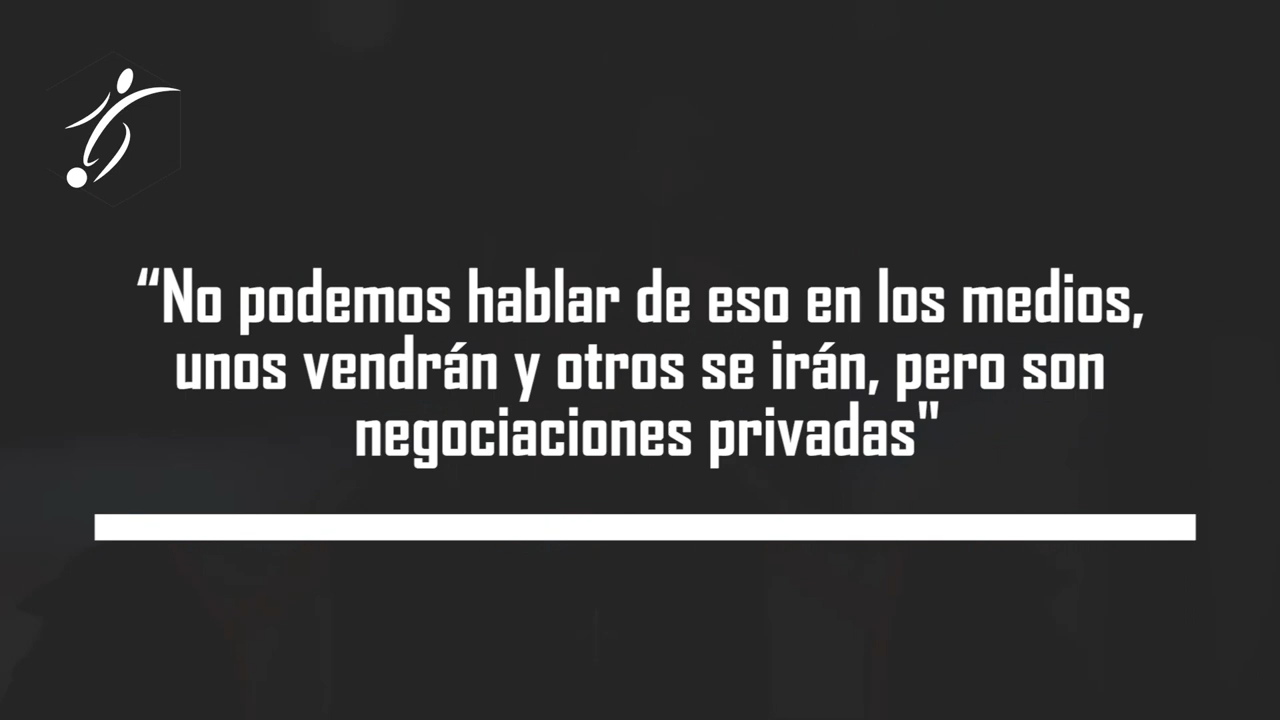 “No podemos hablar de eso en los medios,
unos vendrán y otros se irán, pero son
negociaciones privadas"